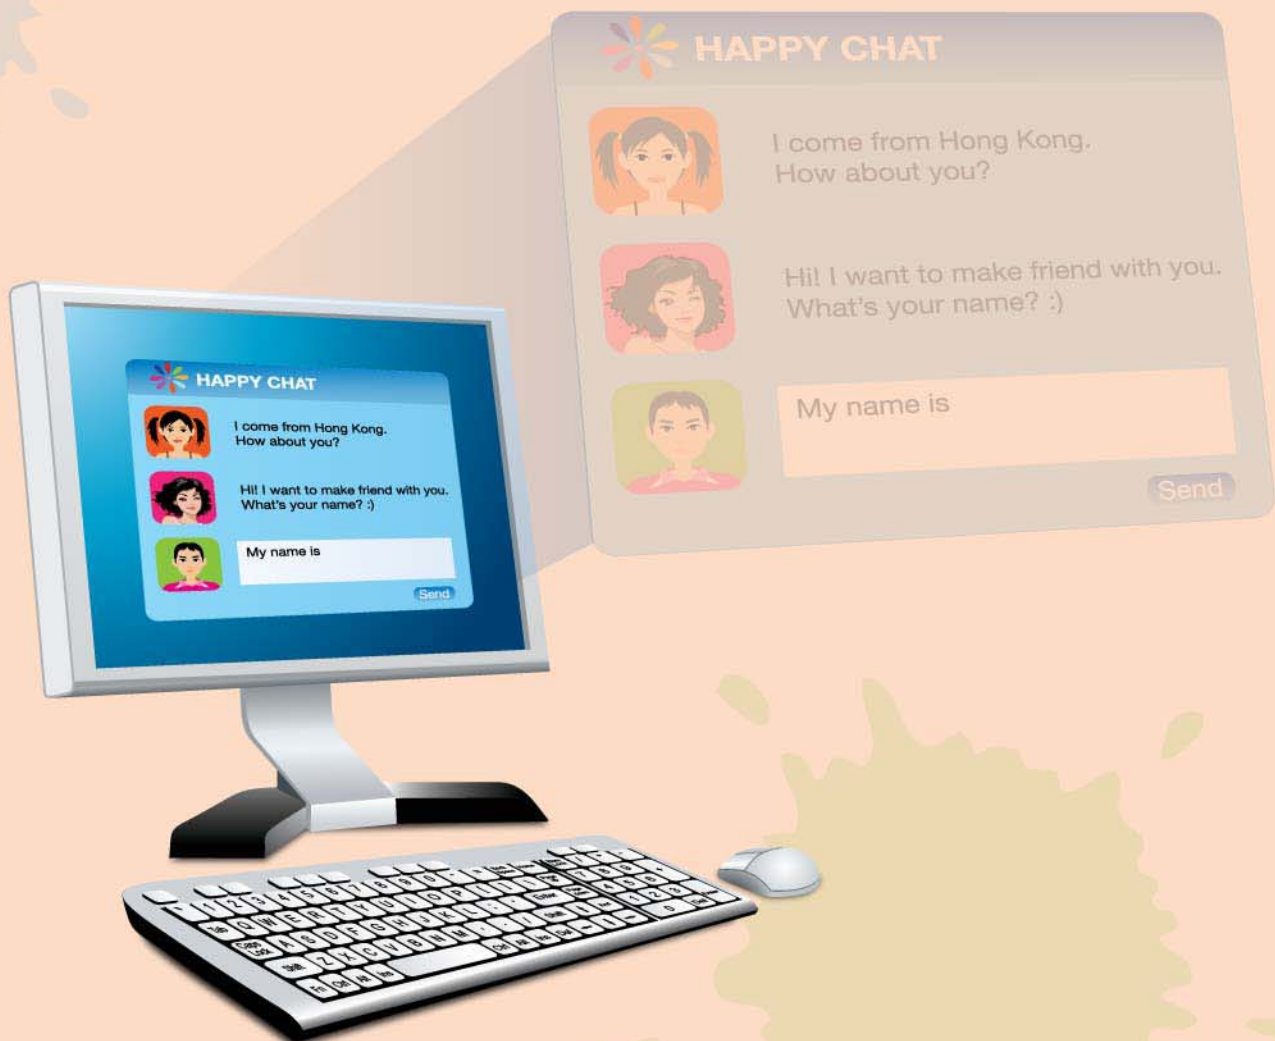 HAPPY CHAT
I come from Hong Kong.
How about you?
Hi! I want to make friend with you.
What's your name? :)
My name is
Send
HAPPY CHAT
I come from Hong Kong.
How about you?
Hi! I want to make friend with you.
What's your name? :)
My name is
Send